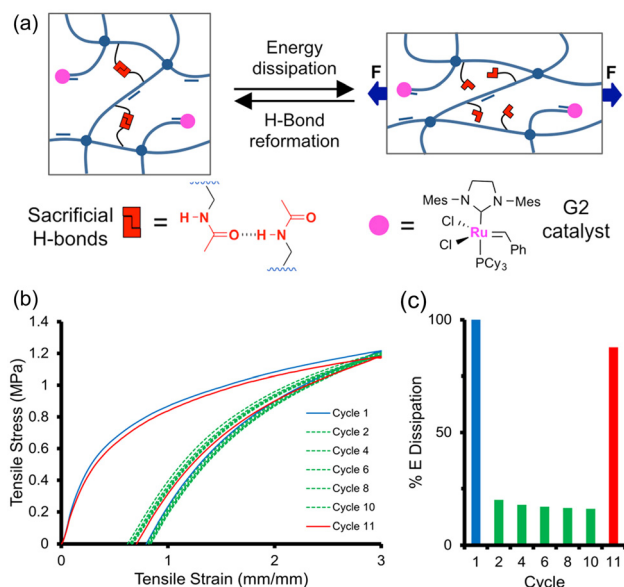 (a)
Energy
dissipation
H-Bond
reformation
F
F
Sacrificial
H-bonds
=
H-N
O
O
H-N
=
Mes-N
N-Mes
Cl
Ru
Cl
Ph
PCy3
G2
catalyst
(b)
Tensile Stress (MPa)
1.4
1.2
1
0.8
0.6
0.4
0.2
0
0
1
2
3
Tensile Strain (mm/mm)
Cycle 1
Cycle 2
Cycle 4
Cycle 6
Cycle 8
Cycle 10
Cycle 11
(c)
% E Dissipation
100
50
0
1
2
4
6
8
10
11
Cycle